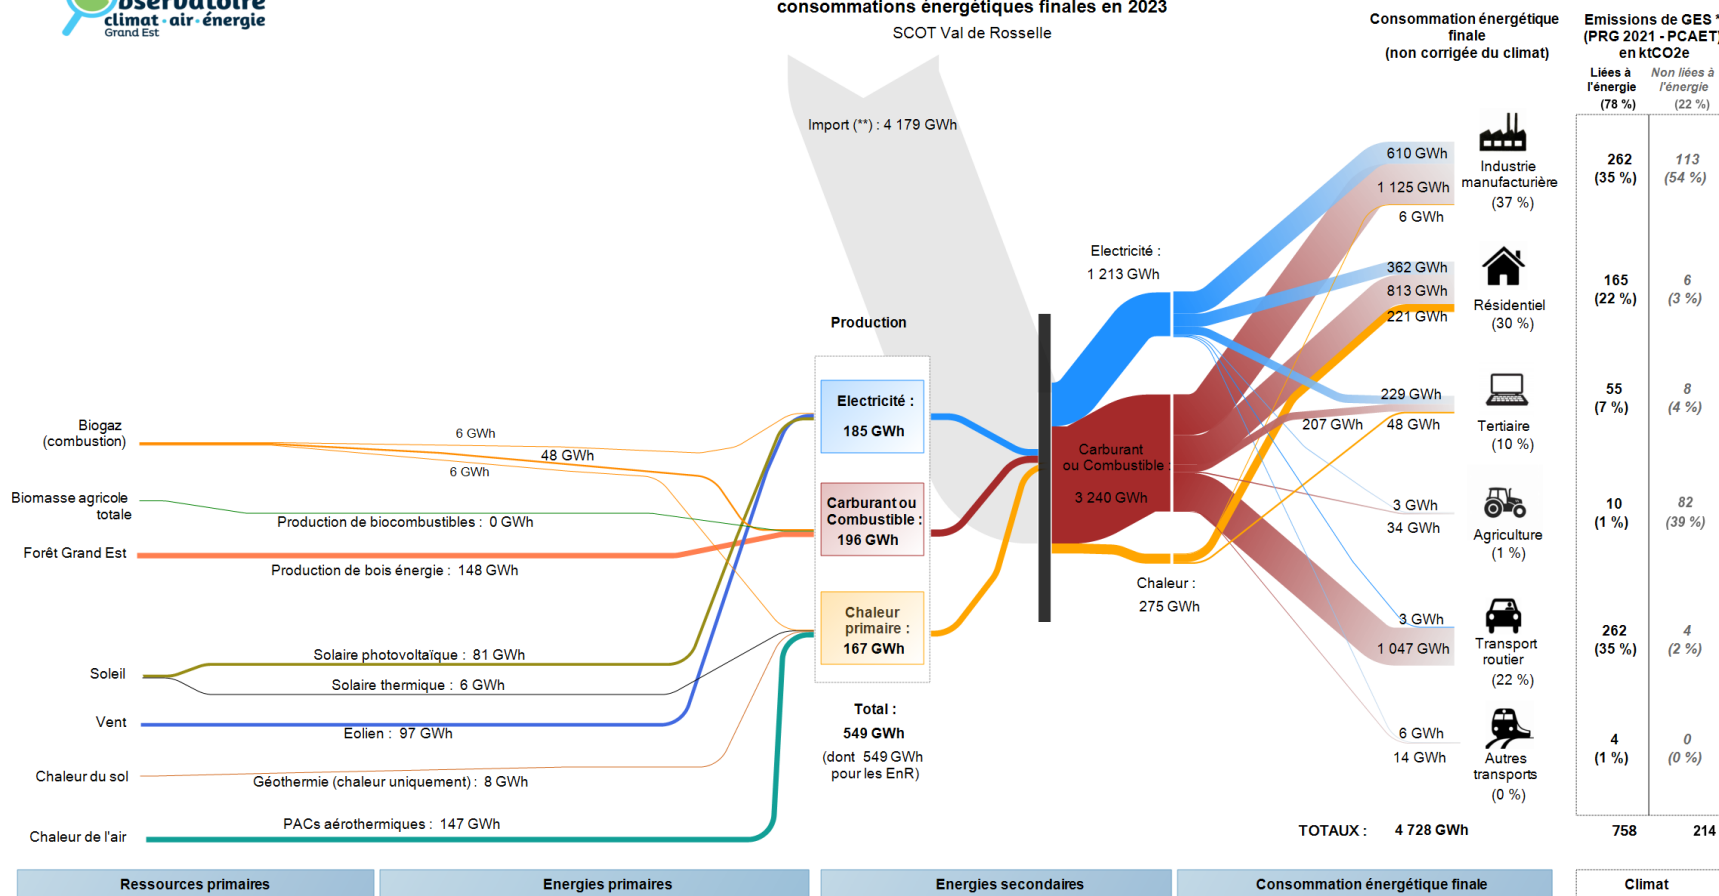 Observatoire
climat · air · énergie
Grand Est
consommations énergétiques finales en 2023
SCOT Val de Rosselle
Consommation énergétique
finale
(non corrigée du climat)
Emissions de GES *
(PRG 2021 - PCAET)
en ktCO2e
Liées à
l'énergie
(78 %)
Non liées à
l'énergie
(22 %)
Import (**) : 4 179 GWh
610 GWh
1 125 GWh
6 GWh
Industrie
manufacturière
(37 %)
262
(35 %)
113
(54 %)
Electricité :
1 213 GWh
362 GWh
813 GWh
221 GWh
Résidentiel
(30 %)
165
(22 %)
6
(3 %)
Production
Electricité :
185 GWh
229 GWh
207 GWh
48 GWh
Tertiaire
(10 %)
55
(7 %)
8
(4 %)
Biogaz
(combustion)
6 GWh
48 GWh
6 GWh
Carburant
ou Combustible :
3 240 GWh
Biomasse agricole
totale
Production de biocombustibles : 0 GWh
Carburant ou
Combustible :
196 GWh
3 GWh
34 GWh
Agriculture
(1 %)
10
(1 %)
82
(39 %)
Forêt Grand Est
Production de bois énergie : 148 GWh
Chaleur :
275 GWh
Chaleur
primaire :
167 GWh
3 GWh
1 047 GWh
Transport
routier
(22 %)
262
(35 %)
4
(2 %)
Soleil
Solaire photovoltaïque : 81 GWh
Solaire thermique : 6 GWh
Vent
Eolien : 97 GWh
Total :
549 GWh
(dont 549 GWh
pour les EnR)
6 GWh
14 GWh
Autres
transports
(0 %)
4
(1 %)
0
(0 %)
Chaleur du sol
Géothermie (chaleur uniquement) : 8 GWh
Chaleur de l'air
PACs aérothermiques : 147 GWh
TOTAUX : 4 728 GWh
758
214
Ressources primaires
Energies primaires
Energies secondaires
Consommation énergétique finale
Climat